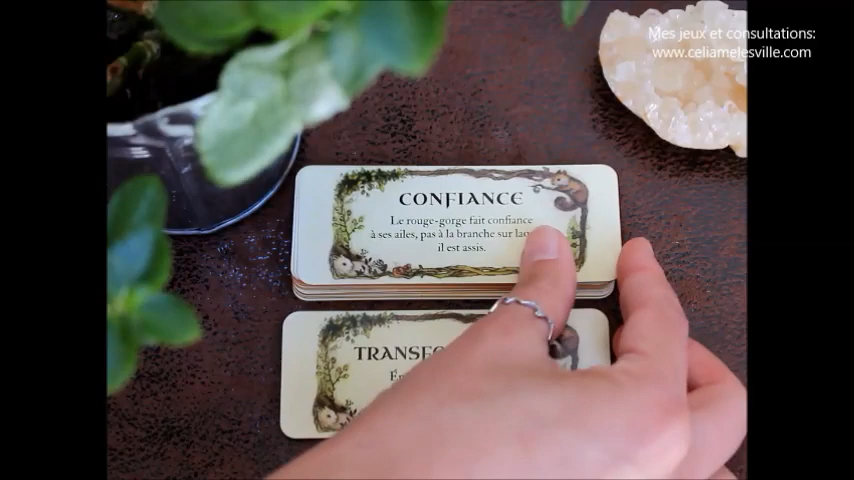 Mes jeux et consultations:
www.celiamelesville.com
CONFIANCE
Le rouge-gorge fait confiance
à ses ailes, pas à la branche sur
il est assis.